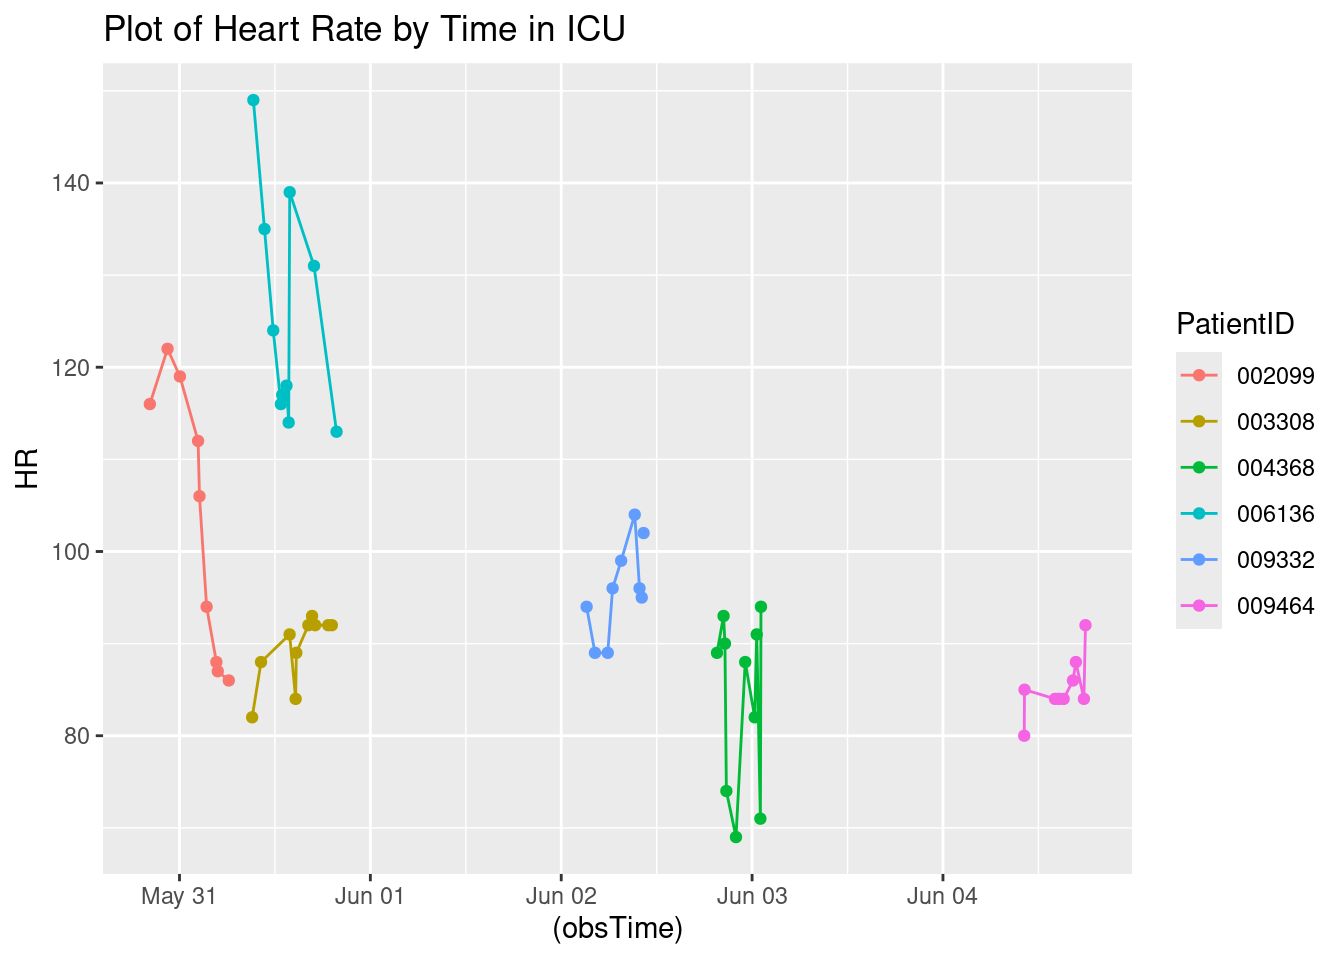 Plot of Heart Rate by Time in ICU
HR
140
120
100
80
May 31
Jun 01
Jun 02
Jun 03
Jun 04
(obsTime)
PatientID
002099
003308
004368
006136
009332
009464